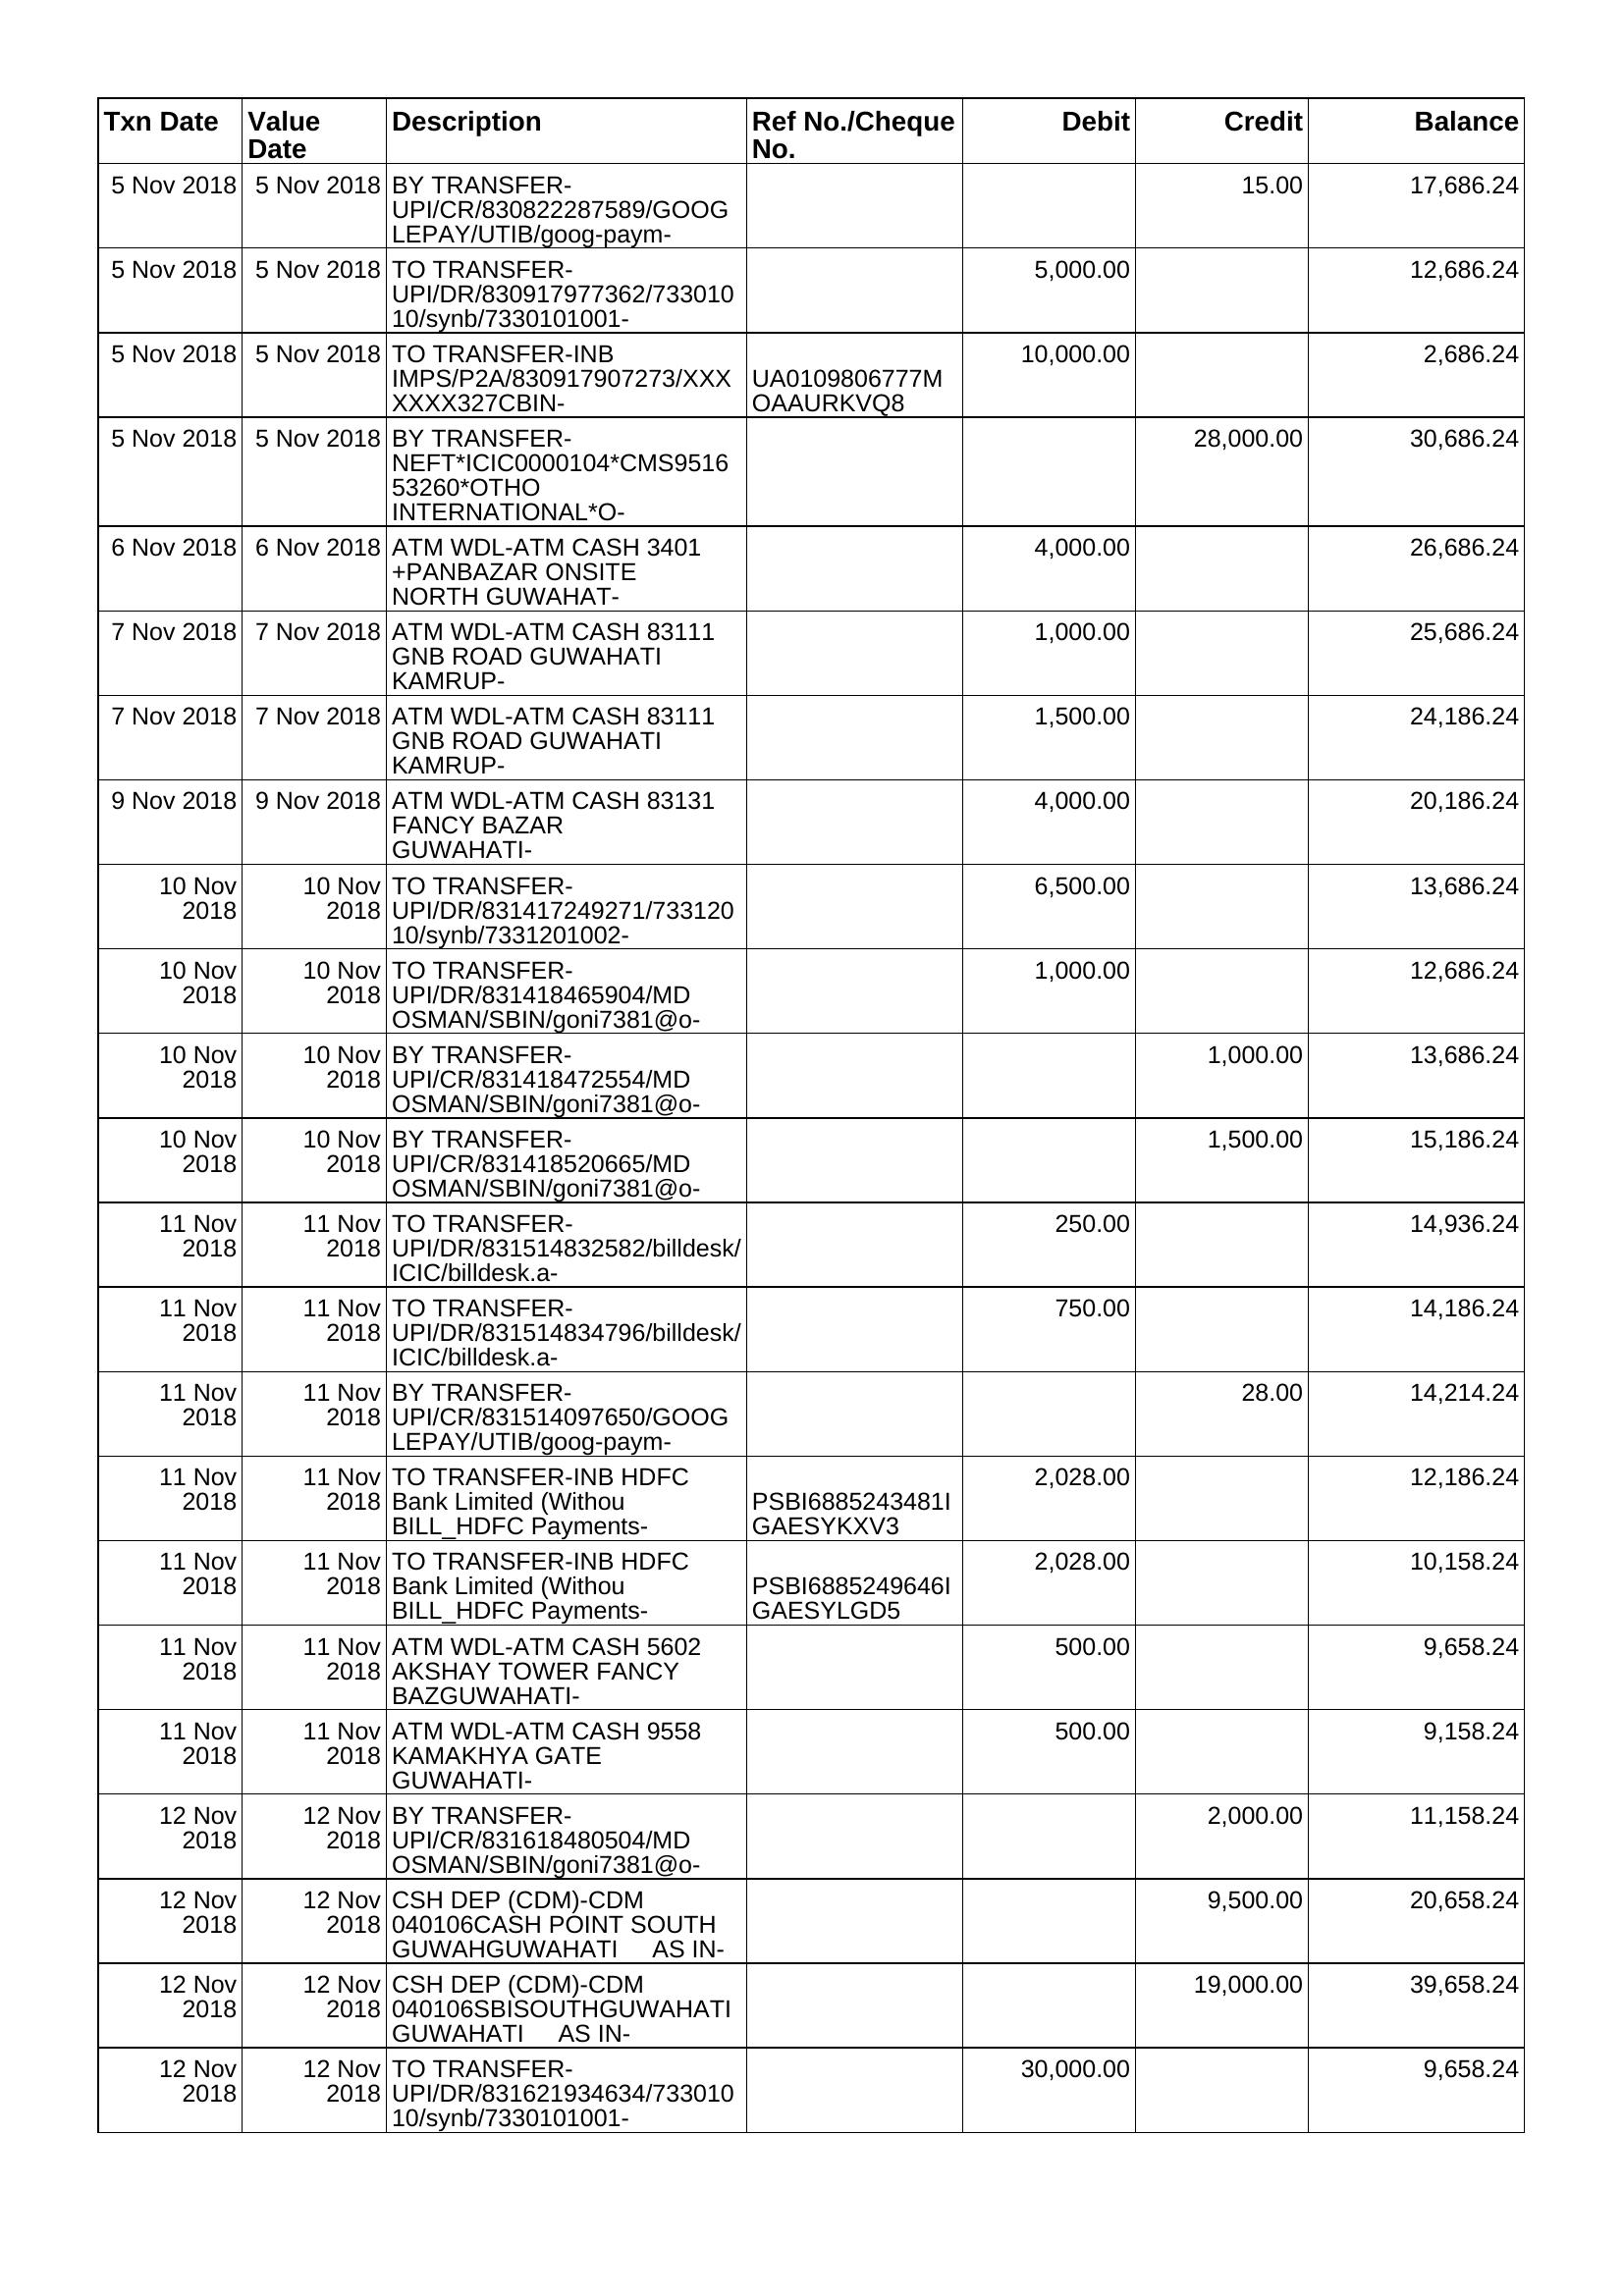 Txn Date Value Date Description Ref No./Cheque No. Debit Credit Balance
5 Nov 2018 5 Nov 2018 BY TRANSFER- 15.00 17,686.24
UPI/CR/830822287589/GOOG
LEPAY/UTIB/goog-paym-
5 Nov 2018 5 Nov 2018 TO TRANSFER- 5,000.00 12,686.24
UPI/DR/830917977362/733010
10/synb/7330101001-
5 Nov 2018 5 Nov 2018 TO TRANSFER-INB 10,000.00 2,686.24
IMPS/P2A/830917907273/XXX UA0109806777M
XXXX327CBIN- OAAURKVQ8
5 Nov 2018 5 Nov 2018 BY TRANSFER- 28,000.00 30,686.24
NEFT*ICIC0000104*CMS9516
53260*OTHO
INTERNATIONAL*O-
6 Nov 2018 6 Nov 2018 ATM WDL-ATM CASH 3401 4,000.00 26,686.24
+PANBAZAR ONSITE
NORTH GUWAHAT-
7 Nov 2018 7 Nov 2018 ATM WDL-ATM CASH 83111 1,000.00 25,686.24
GNB ROAD GUWAHATI
KAMRUP-
7 Nov 2018 7 Nov 2018 ATM WDL-ATM CASH 83111 1,500.00 24,186.24
GNB ROAD GUWAHATI
KAMRUP-
9 Nov 2018 9 Nov 2018 ATM WDL-ATM CASH 83131 4,000.00 20,186.24
FANCY BAZAR
GUWAHATI-
10 Nov 10 Nov TO TRANSFER- 6,500.00 13,686.24
2018 2018 UPI/DR/831417249271/733120
10/synb/7331201002-
10 Nov 10 Nov TO TRANSFER- 1,000.00 12,686.24
2018 2018 UPI/DR/831418465904/MD
OSMAN/SBIN/goni7381@o-
10 Nov 10 Nov BY TRANSFER- 1,000.00 13,686.24
2018 2018 UPI/CR/831418472554/MD
OSMAN/SBIN/goni7381@o-
10 Nov 10 Nov BY TRANSFER- 1,500.00 15,186.24
2018 2018 UPI/CR/831418520665/MD
OSMAN/SBIN/goni7381@o-
11 Nov 11 Nov TO TRANSFER- 250.00 14,936.24
2018 2018 UPI/DR/831514832582/billdesk/
ICIC/billdesk.a-
11 Nov 11 Nov TO TRANSFER- 750.00 14,186.24
2018 2018 UPI/DR/831514834796/billdesk/
ICIC/billdesk.a-
11 Nov 11 Nov BY TRANSFER- 28.00 14,214.24
2018 2018 UPI/CR/831514097650/GOOG
LEPAY/UTIB/goog-paym-
11 Nov 11 Nov TO TRANSFER-INB HDFC 2,028.00 12,186.24
2018 2018 Bank Limited (Withou PSBI6885243481I
BILL_HDFC Payments- GAESYKXV3
11 Nov 11 Nov TO TRANSFER-INB HDFC 2,028.00 10,158.24
2018 2018 Bank Limited (Withou PSBI6885249646I
BILL_HDFC Payments- GAESYLGD5
11 Nov 11 Nov ATM WDL-ATM CASH 5602 500.00 9,658.24
2018 2018 AKSHAY TOWER FANCY
BAZGUWAHATI-
11 Nov 11 Nov ATM WDL-ATM CASH 9558 500.00 9,158.24
2018 2018 KAMAKHYA GATE
GUWAHATI-
12 Nov 12 Nov BY TRANSFER- 2,000.00 11,158.24
2018 2018 UPI/CR/831618480504/MD
OSMAN/SBIN/goni7381@o-
12 Nov 12 Nov CSH DEP (CDM)-CDM 9,500.00 20,658.24
2018 2018 040106CASH POINT SOUTH
GUWAHGUWAHATI AS IN-
12 Nov 12 Nov CSH DEP (CDM)-CDM 19,000.00 39,658.24
2018 2018 040106SBISOUTHGUWAHATI
GUWAHATI AS IN-
12 Nov 12 Nov TO TRANSFER- 30,000.00 9,658.24
2018 2018 UPI/DR/831621934634/733010
10/synb/7330101001-